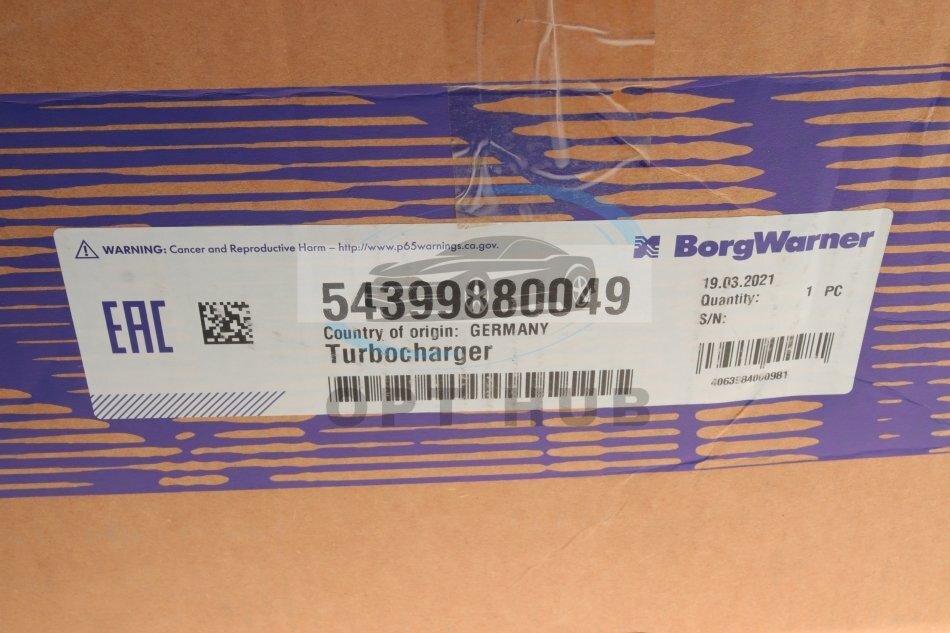 WARNING: Cancer and Reproductive Harm – http://www.p65warnings.ca.gov.
BorgWarner
EAC
54399880049
Country of origin: GERMANY
Turbocharger
19.03.2021
Quantity: 1 PC
S/N:
4063984000981
OPT HUB